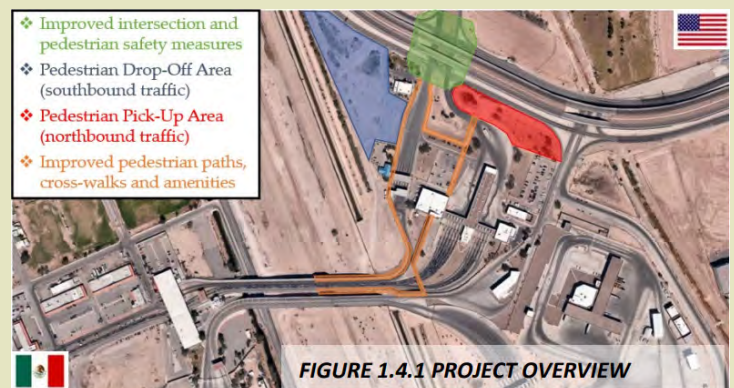 ❖ Improved intersection and
pedestrian safety measures
❖ Pedestrian Drop-Off Area
(southbound traffic)
❖ Pedestrian Pick-Up Area
(northbound traffic)
❖ Improved pedestrian paths,
cross-walks and amenities
FIGURE 1.4.1 PROJECT OVERVIEW